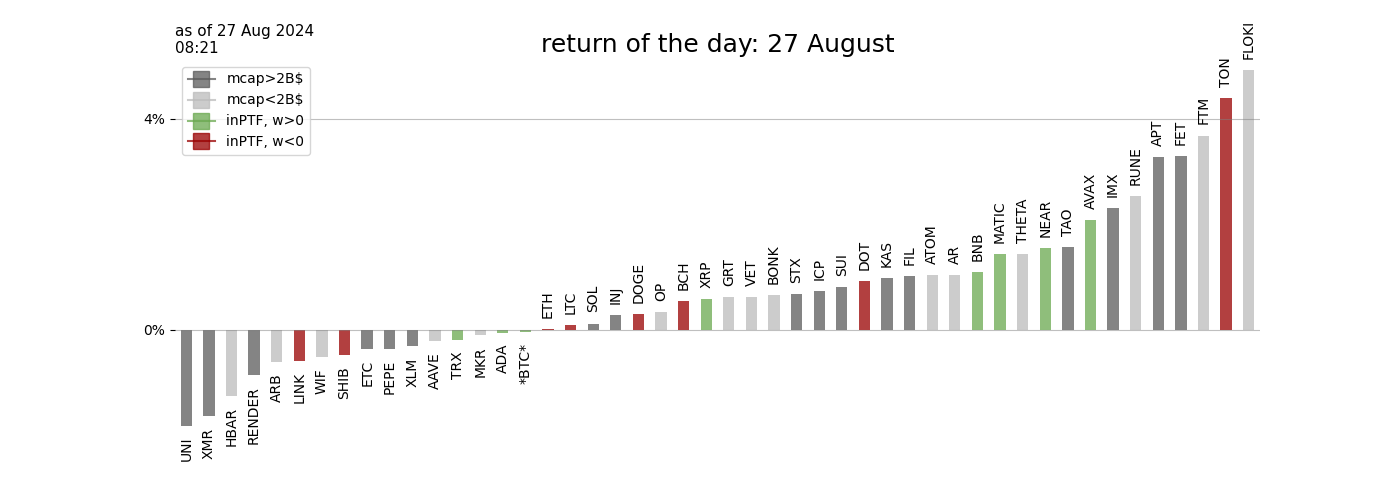 as of 27 Aug 2024
08:21
return of the day: 27 August
mcap>2B$
mcap<2B$
inPTF, w>0
inPTF, w<0
4%
0%
UNI
XMR
HBAR
RENDER
ARB
LINK
WIF
SHIB
ETC
PEPE
XLM
AAVE
TRX
MKR
ADA
*BTC*
ETH
LTC
SOL
INJ
DOGE
OP
BCH
XRP
GRT
VET
BONK
STX
ICP
SUI
DOT
KAS
FIL
ATOM
AR
BNB
MATIC
THETA
NEAR
TAO
AVAX
IMX
RUNE
APT
FET
FTM
TON
FLOKI